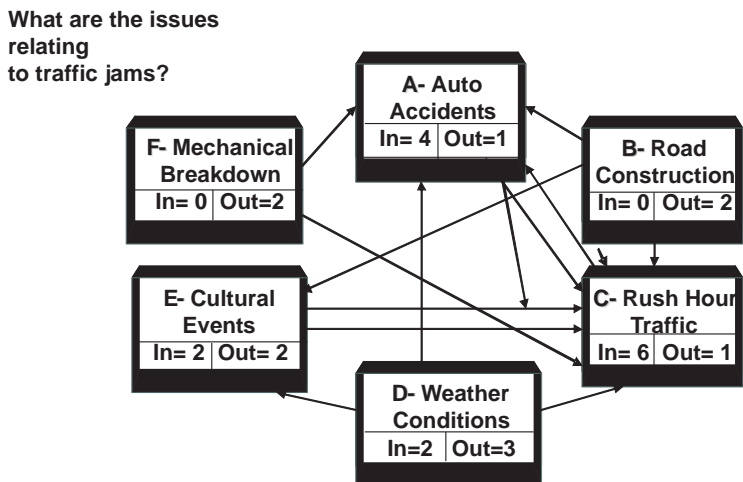 What are the issues
relating
to traffic jams?
A- Auto
Accidents
In= 4 Out=1
F- Mechanical
Breakdown
In= 0 Out=2
B- Road
Construction
In= 0 Out= 2
E- Cultural
Events
In= 2 Out= 2
C- Rush Hour
Traffic
In= 6 Out= 1
D- Weather
Conditions
In=2 Out=3